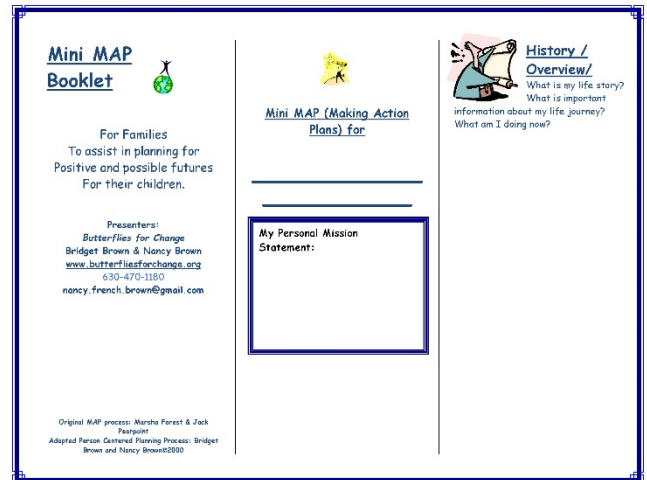 Mini MAP
Booklet
For Families
To assist in planning for
Positive and possible futures
For their children.
Presenters:
Butterflies for Change
Bridget Brown & Nancy Brown
www.butterfliesforchange.org
630-470-1180
nancy.french.brown@gmail.com
Original MAP process: Marsha Forest & Jack
Pearpoint
Adapted Person Centered Planning Process: Bridget
Brown and Nancy Brown©2000
Mini MAP (Making Action
Plans) for
My Personal Mission
Statement:
History /
Overview/
What is my life story?
What is important
information about my life journey?
What am I doing now?